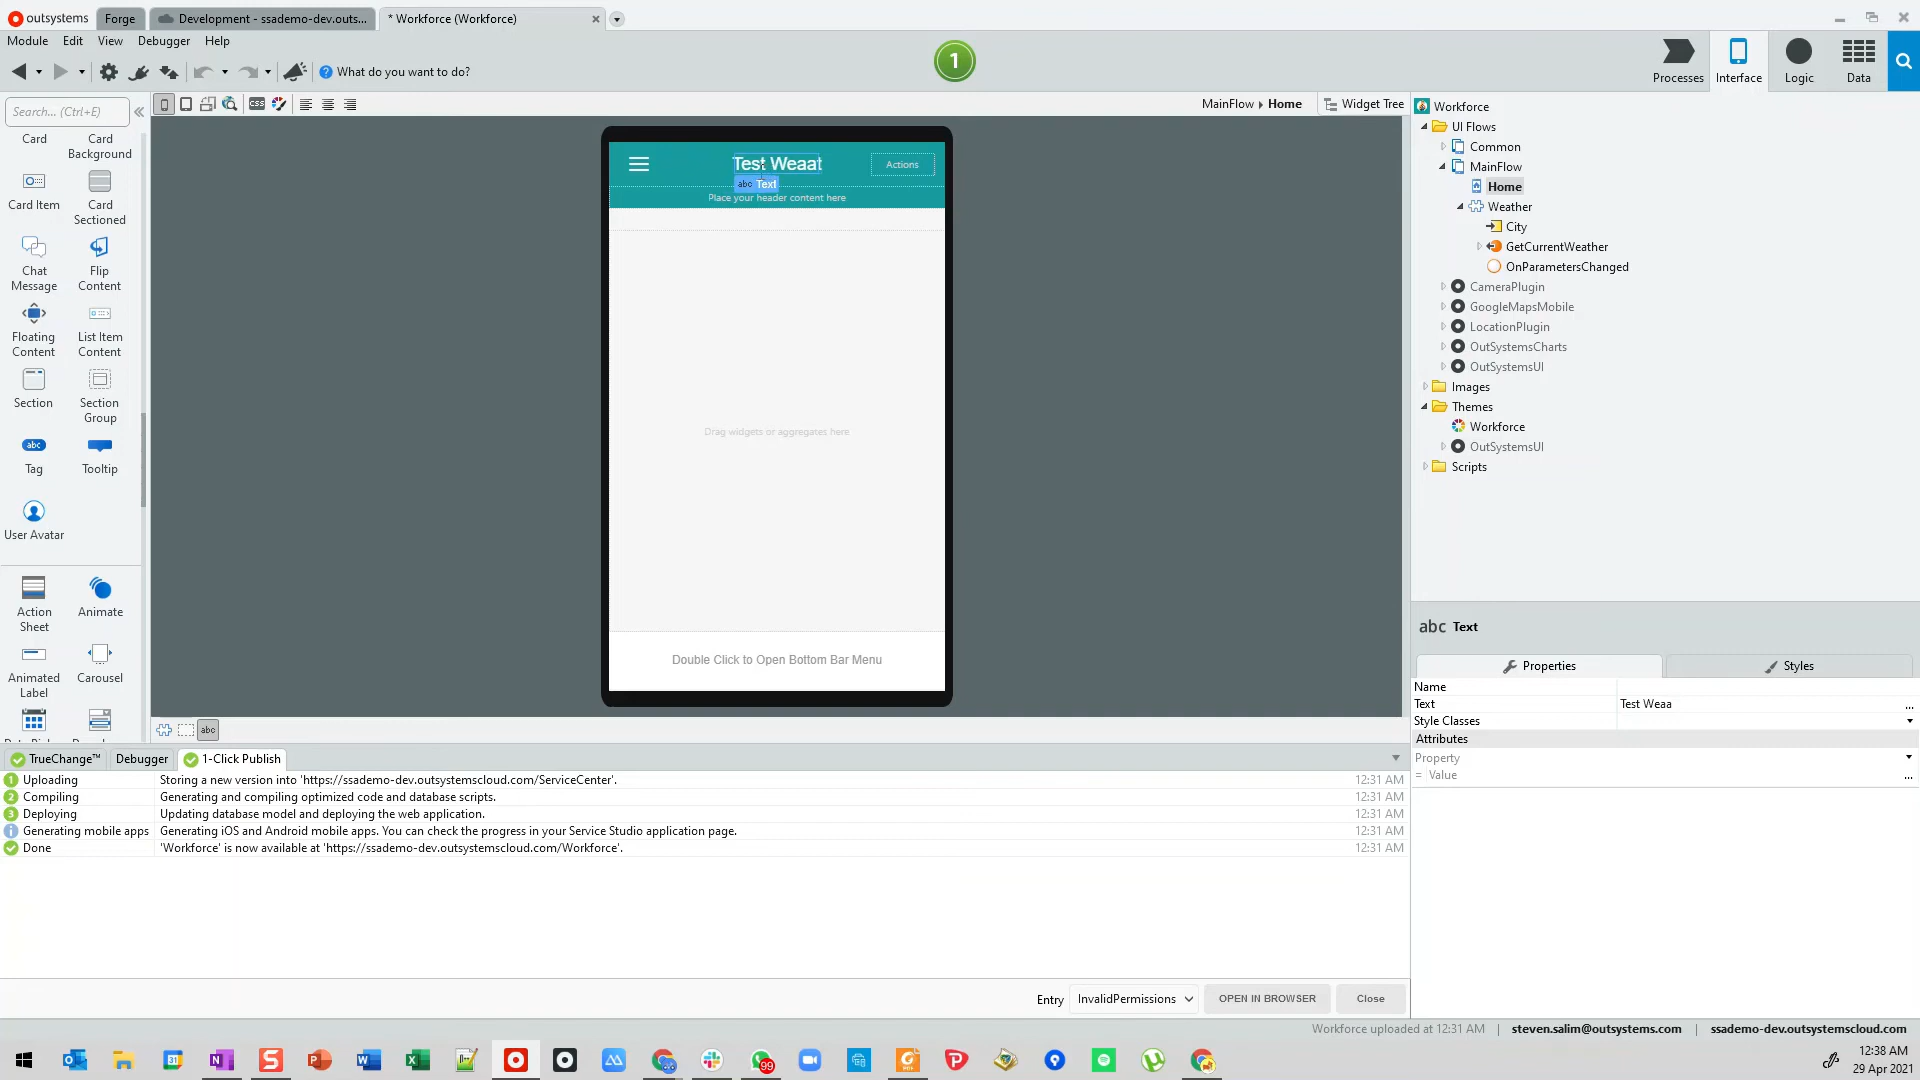 outsystems
Forge
Development - ssademo-dev.outs...
* Workforce (Workforce)
Module Edit View Debugger Help
What do you want to do?
1
Processes
Interface
Logic
Data
Search... (Ctrl+E)
CSS
MainFlow Home
Widget Tree
Card
Card Background
Card Item
Card Sectioned
Chat Message
Flip Content
Floating Content
List Item Content
Section
Section Group
abc
Tag
Tooltip
User Avatar
Action Sheet
Animate
Animated Label
Carousel
Test Weaat
Actions
abc Text
Place your header content here
Drag widgets or aggregates here
Double Click to Open Bottom Bar Menu
abc
Workforce
UI Flows
Common
MainFlow
Home
Weather
City
GetCurrentWeather
OnParametersChanged
CameraPlugin
GoogleMapsMobile
LocationPlugin
OutSystemsCharts
OutSystemsUI
Images
Themes
Workforce
OutSystemsUI
Scripts
abc Text
Properties
Styles
Name
Text Test Weaa ...
Style Classes
Attributes
Property
= Value ...
TrueChange™ Debugger 1-Click Publish
1 Uploading Storing a new version into 'https://ssademo-dev.outsystemscloud.com/ServiceCenter'. 12:31 AM
2 Compiling Generating and compiling optimized code and database scripts. 12:31 AM
3 Deploying Updating database model and deploying the web application. 12:31 AM
Generating mobile apps Generating iOS and Android mobile apps. You can check the progress in your Service Studio application page. 12:31 AM
Done 'Workforce' is now available at 'https://ssademo-dev.outsystemscloud.com/Workforce'. 12:31 AM
Entry InvalidPermissions OPEN IN BROWSER Close
Workforce uploaded at 12:31 AM | steven.salim@outsystems.com | ssademo-dev.outsystemscloud.com
99
12:38 AM
29 Apr 2021